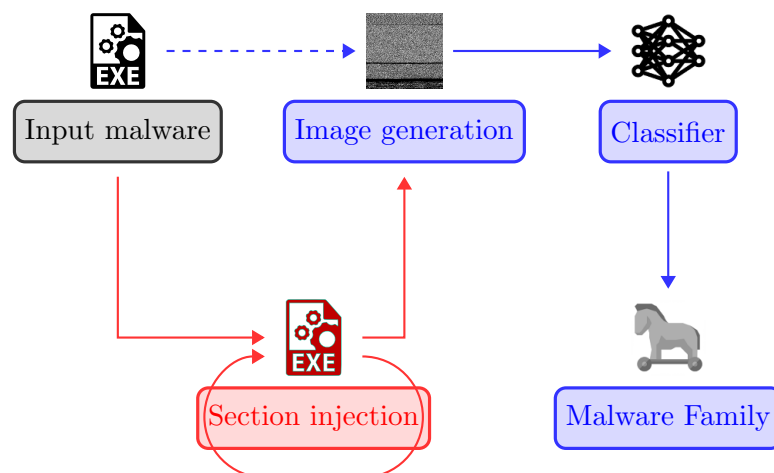 EXE
Input malware
Image generation
Classifier
EXE
Section injection
Malware Family